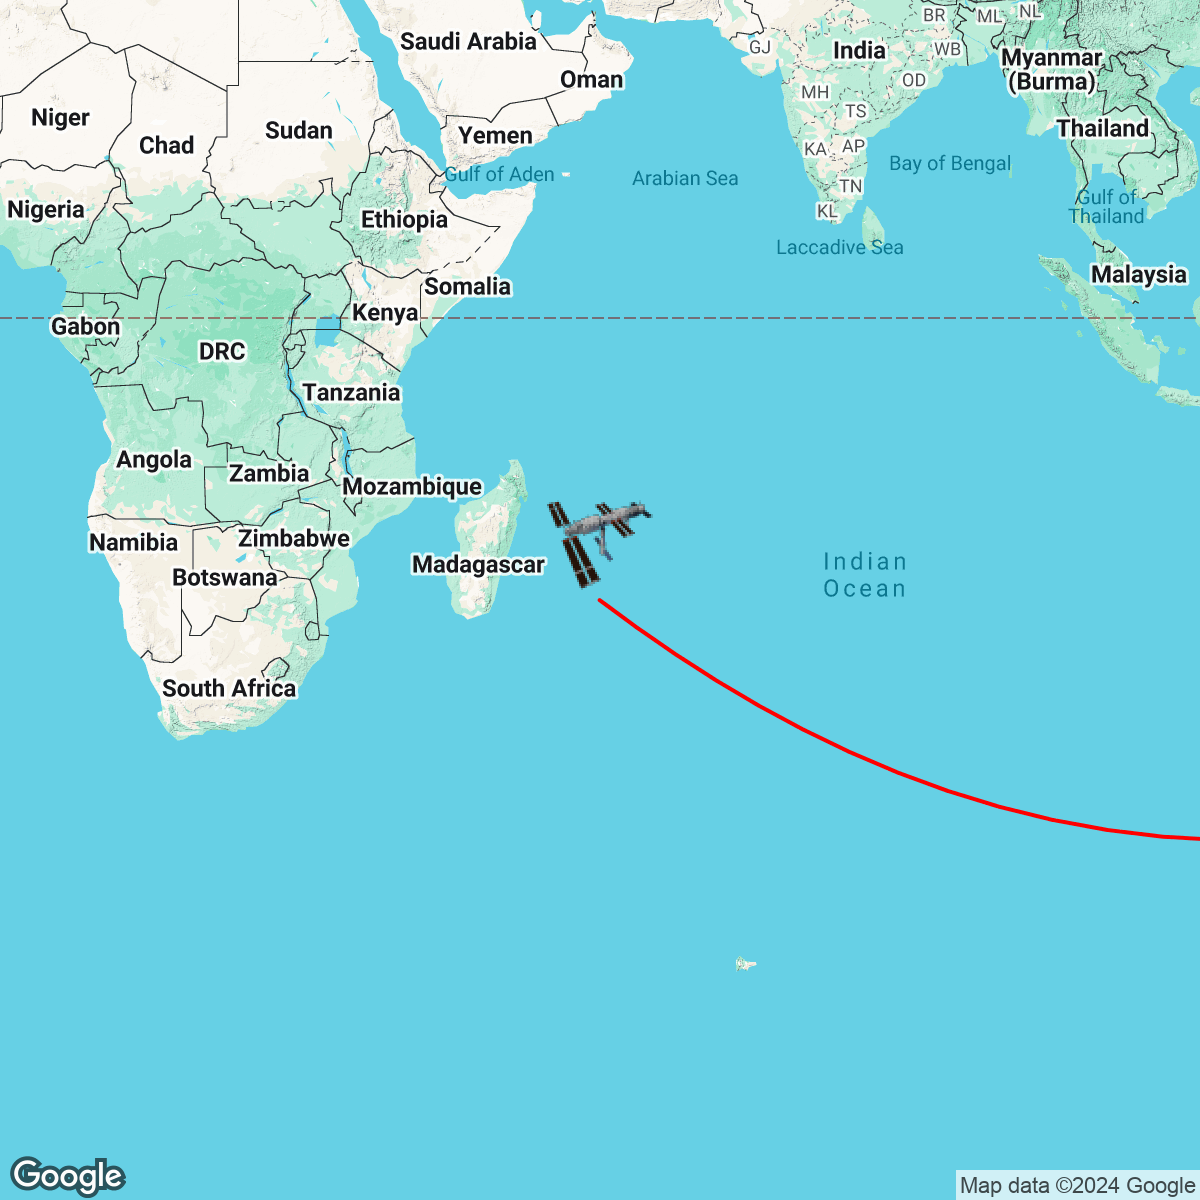 BR
ML
NL
Saudi Arabia
GJ
India
WB
Myanmar
(Burma)
Oman
OD
MH
Niger
TS
Sudan
Yemen
Thailand
Chad
KA
AP
Gulf of Aden
Arabian Sea
Bay of Bengal
TN
Nigeria
Ethiopia
KL
Gulf of
Thailand
Laccadive Sea
Malaysia
Somalia
Kenya
Gabon
DRC
Tanzania
Angola
Zambia
Mozambique
Namibia
Zimbabwe
Madagascar
Indian
Ocean
Botswana
South Africa
Google
Map data ©2024 Google